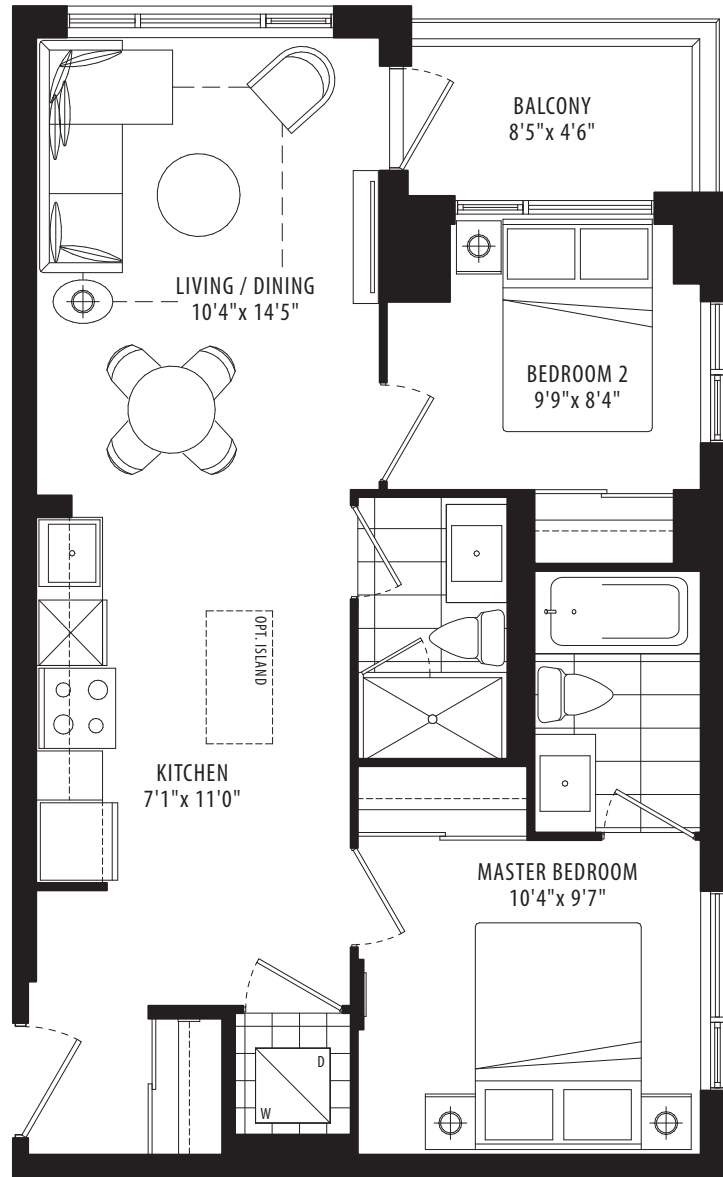 BALCONY
8'5"x 4'6"
LIVING / DINING
10'4"x 14'5"
BEDROOM 2
9'9"x 8'4"
OPT. ISLAND
KITCHEN
7'1"x 11'0"
MASTER BEDROOM
10'4"x 9'7"
D
W